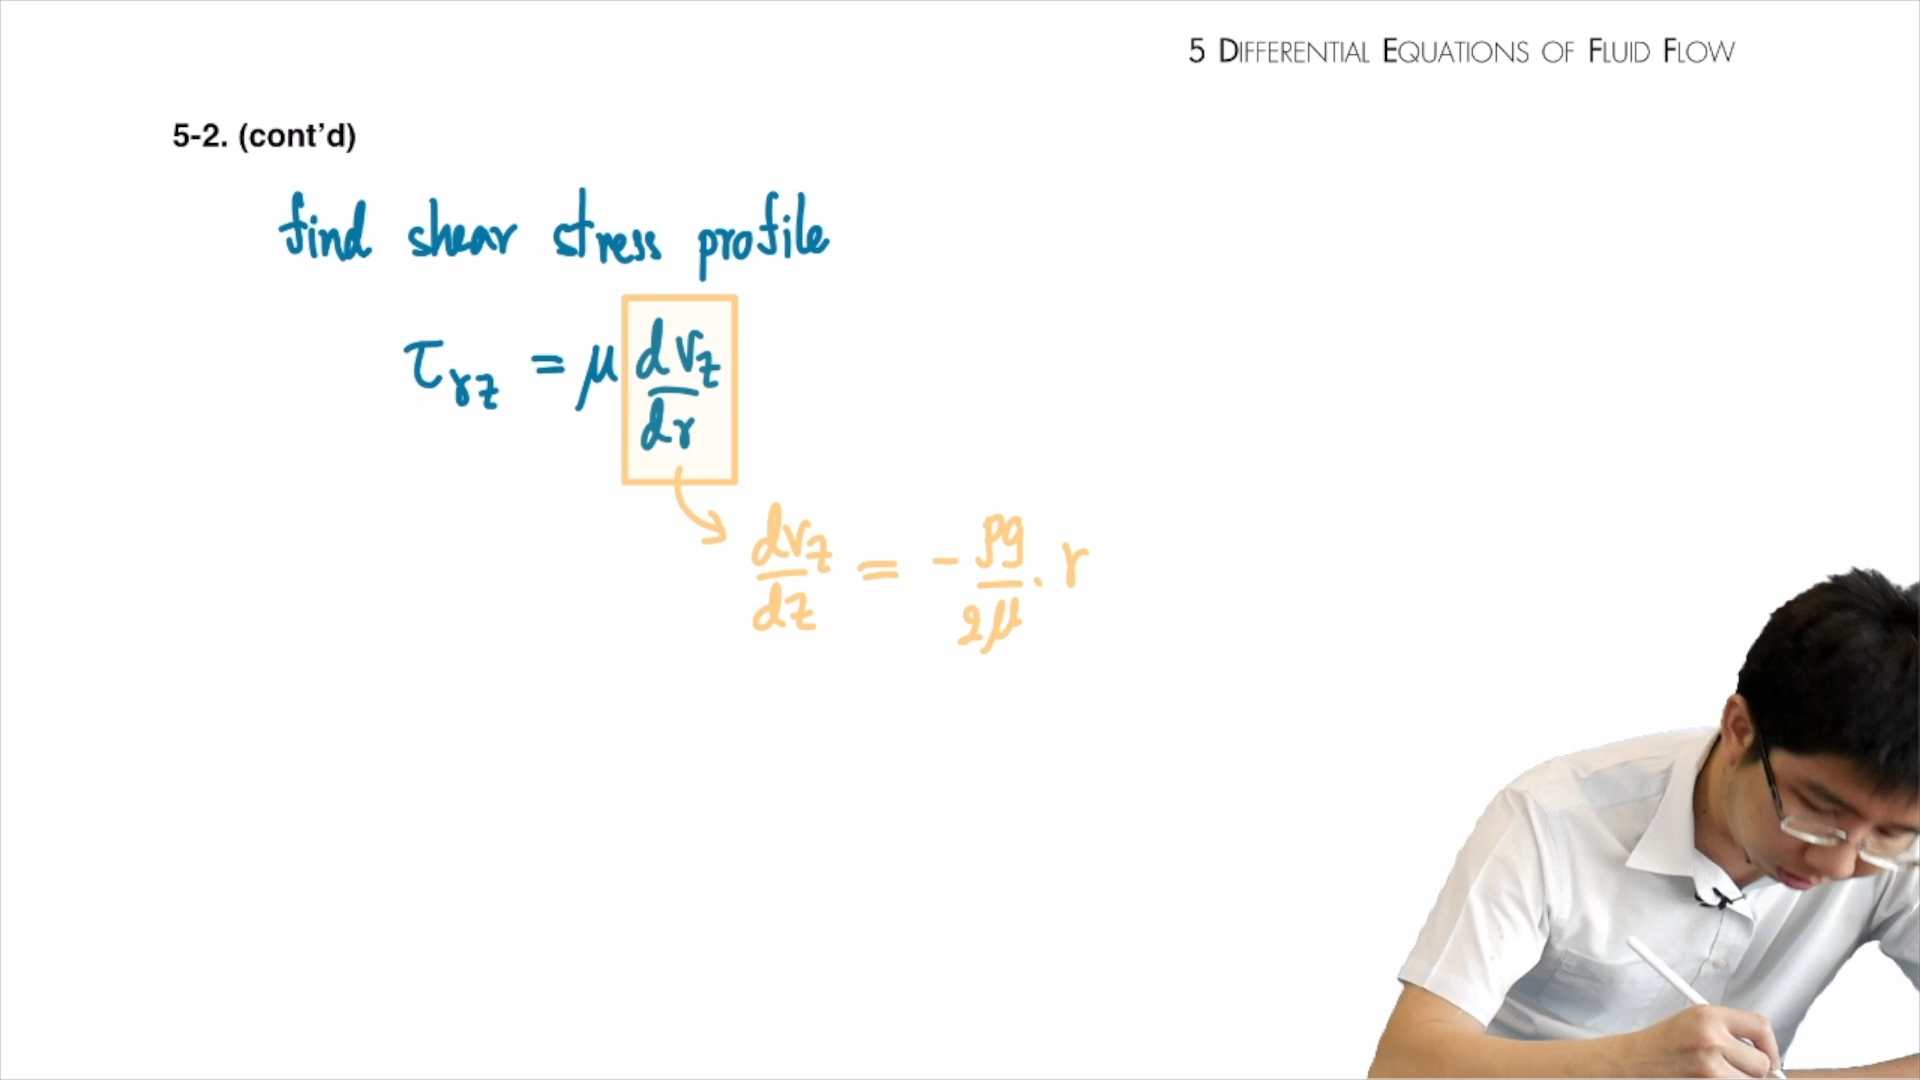 5 DIFFERENTIAL EQUATIONS OF FLUID FLOW
5-2. (cont'd)
find shear stress profile
τrz = μ dvz/dr
dvz/dz = - ρg/2μ . r